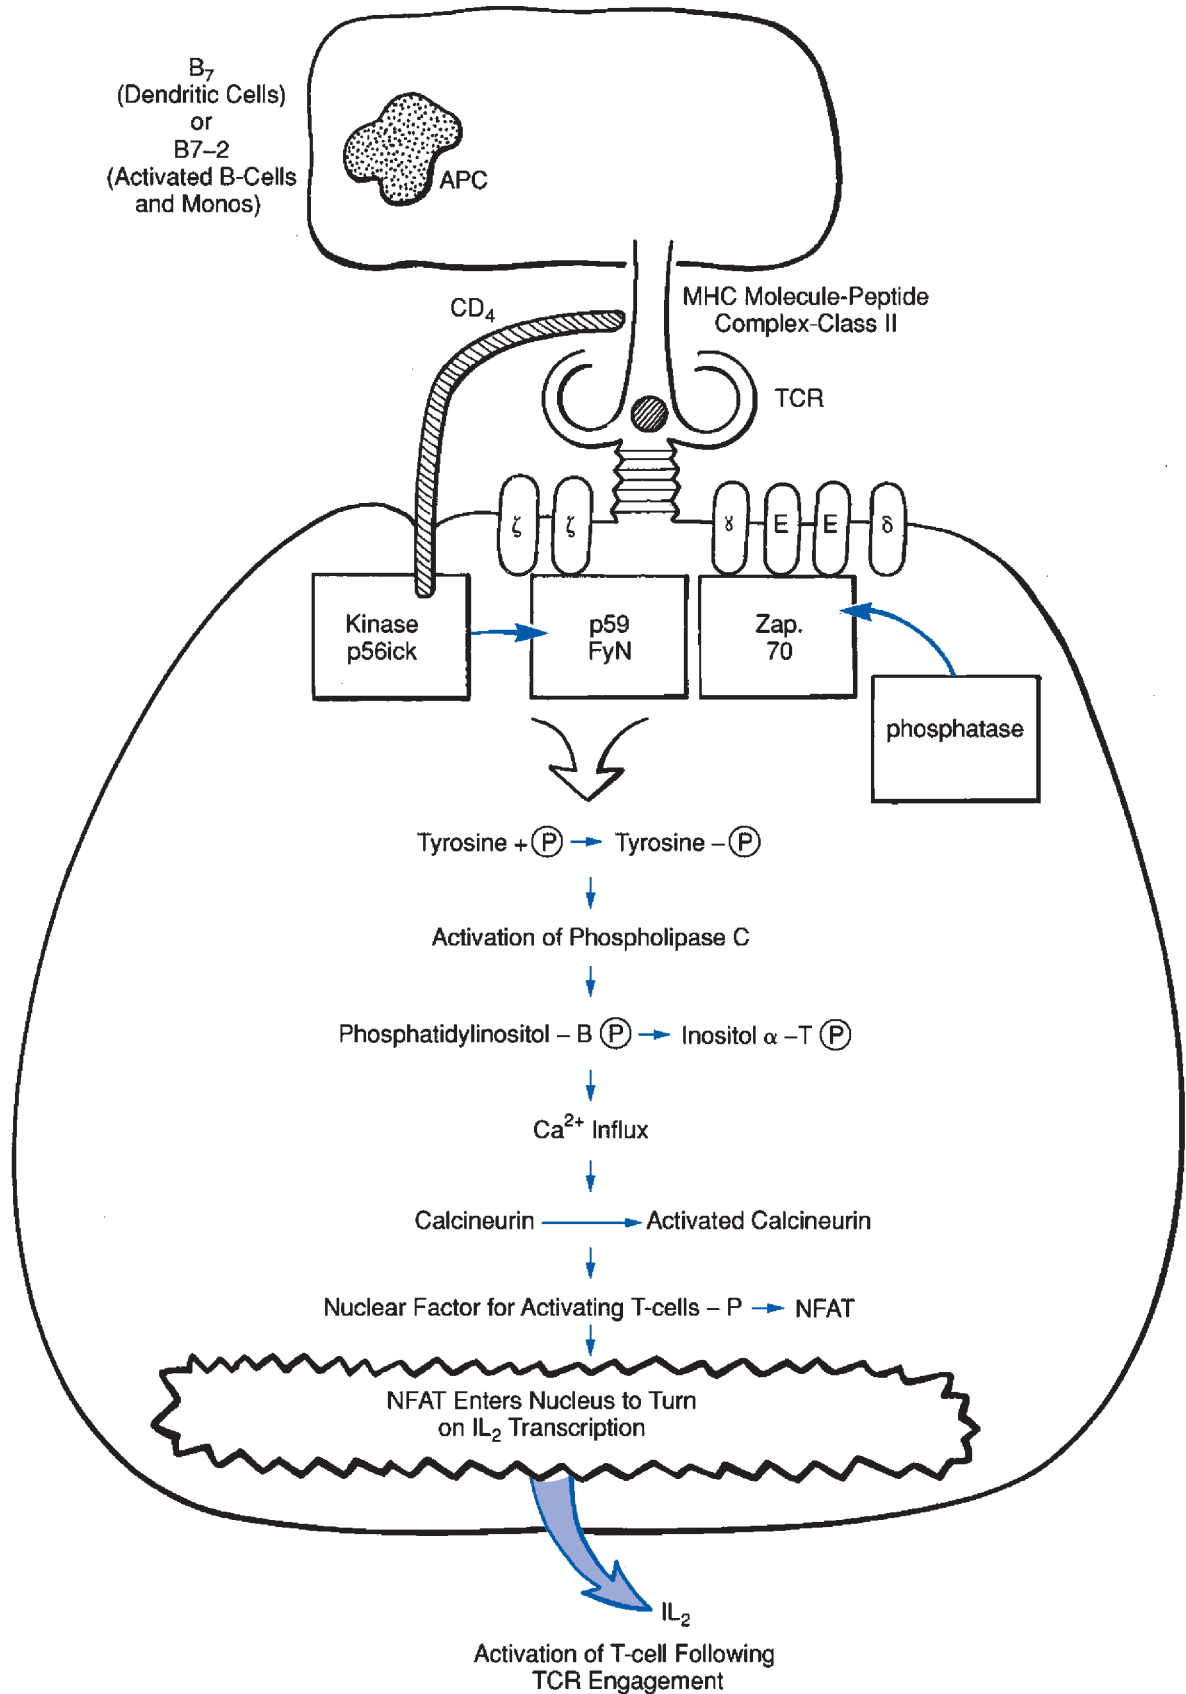 B₇
(Dendritic Cells)
or
B7–2
(Activated B-Cells
and Monos)
APC
CD₄
MHC Molecule-Peptide
Complex-Class II
TCR
ζ
ζ
γ
E
E
δ
Kinase
p56ick
p59
FyN
Zap.
70
phosphatase
Tyrosine + P → Tyrosine – P
Activation of Phospholipase C
Phosphatidylinositol – B P → Inositol α –T P
Ca²⁺ Influx
Calcineurin → Activated Calcineurin
Nuclear Factor for Activating T-cells – P → NFAT
NFAT Enters Nucleus to Turn
on IL₂ Transcription
IL₂
Activation of T-cell Following
TCR Engagement